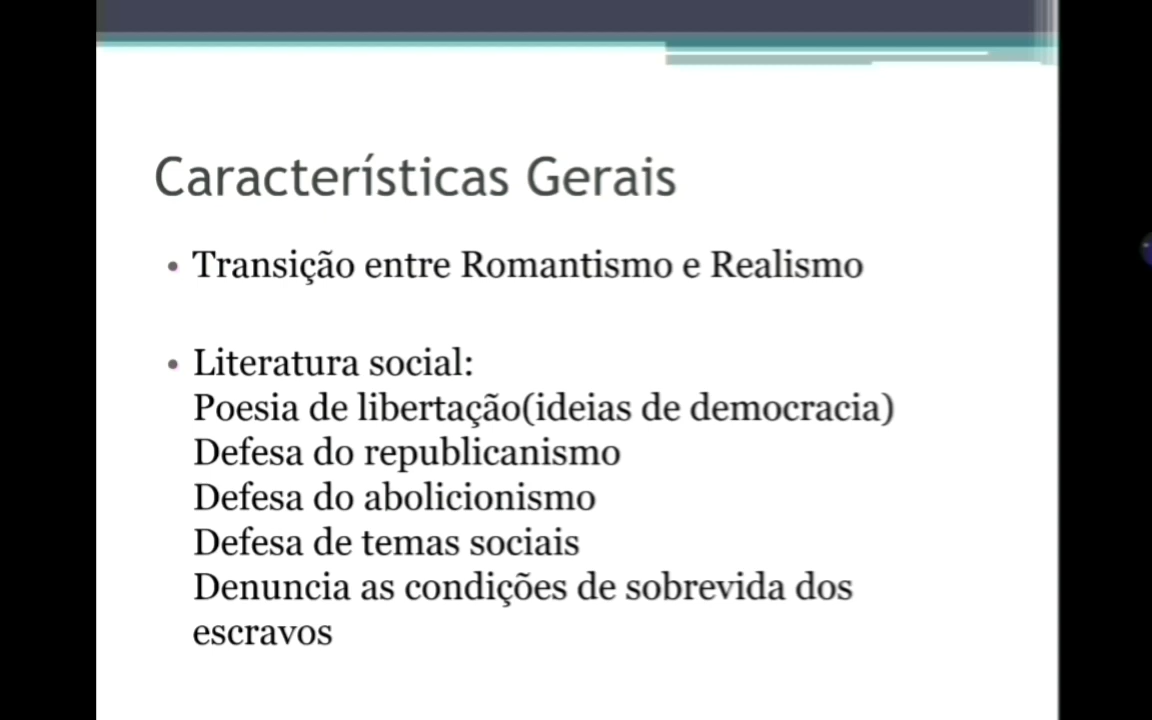 Características Gerais
• Transição entre Romantismo e Realismo
• Literatura social:
Poesia de libertação(ideias de democracia)
Defesa do republicanismo
Defesa do abolicionismo
Defesa de temas sociais
Denuncia as condições de sobrevida dos
escravos